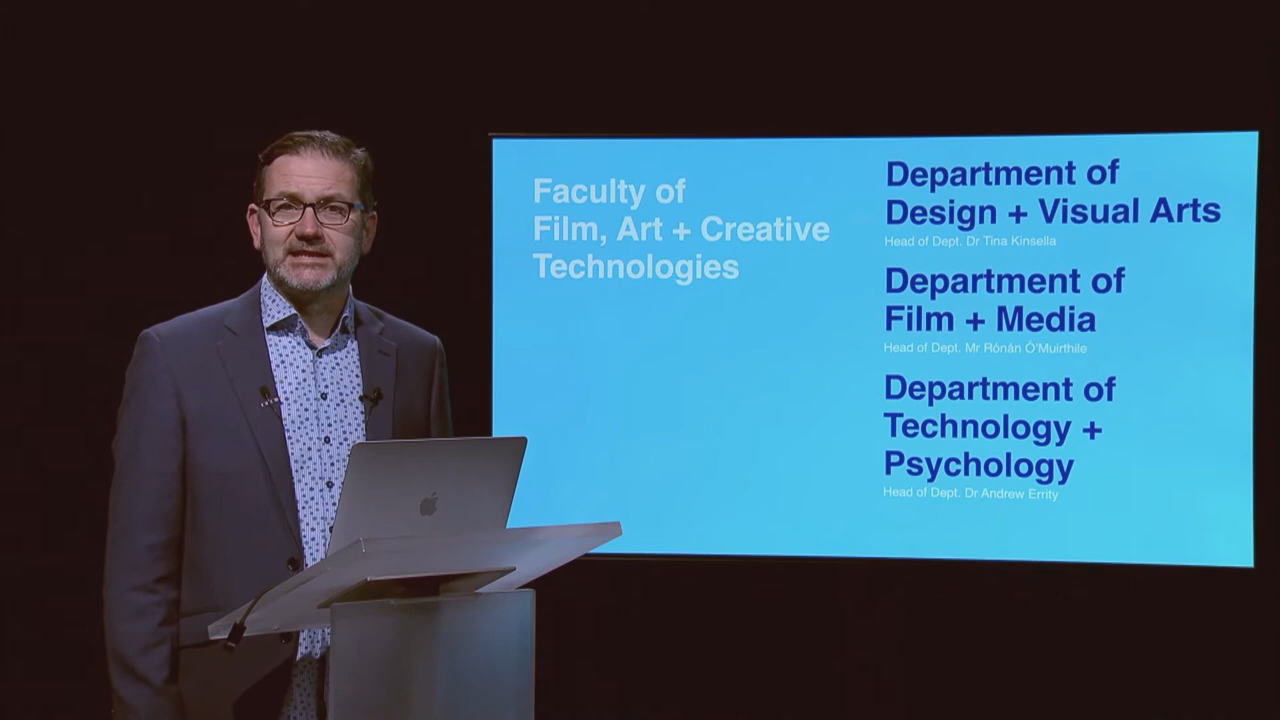 Faculty of
Film, Art + Creative
Technologies
Department of
Design + Visual Arts
Head of Dept. Dr Tina Kinsella
Department of
Film + Media
Head of Dept. Mr Rónán Ó'Muirthile
Department of
Technology +
Psychology
Head of Dept. Dr Andrew Errity